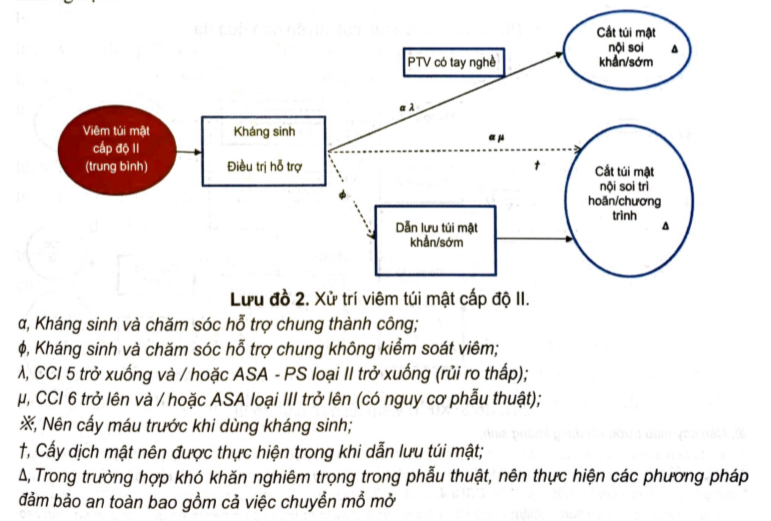 Cắt túi mật
nội soi Δ
khẩn/sớm
PTV có tay nghề
α λ
Viêm túi mật
cấp độ II
(trung bình)
Kháng sinh
Điều trị hỗ trợ
α μ
†
Cắt túi mật
nội soi trì
hoãn/chương
trình
Δ
ϕ
Dẫn lưu túi mật
khẩn/sớm
Lưu đồ 2. Xử trí viêm túi mật cấp độ II.
α, Kháng sinh và chăm sóc hỗ trợ chung thành công;
ϕ, Kháng sinh và chăm sóc hỗ trợ chung không kiểm soát viêm;
λ, CCI 5 trở xuống và / hoặc ASA - PS loại II trở xuống (rủi ro thấp);
μ, CCI 6 trở lên và / hoặc ASA loại III trở lên (có nguy cơ phẫu thuật);
※, Nên cấy máu trước khi dùng kháng sinh;
†, Cấy dịch mật nên được thực hiện trong khi dẫn lưu túi mật;
Δ, Trong trường hợp khó khăn nghiêm trọng trong phẫu thuật, nên thực hiện các phương pháp
đảm bảo an toàn bao gồm cả việc chuyển mổ mở